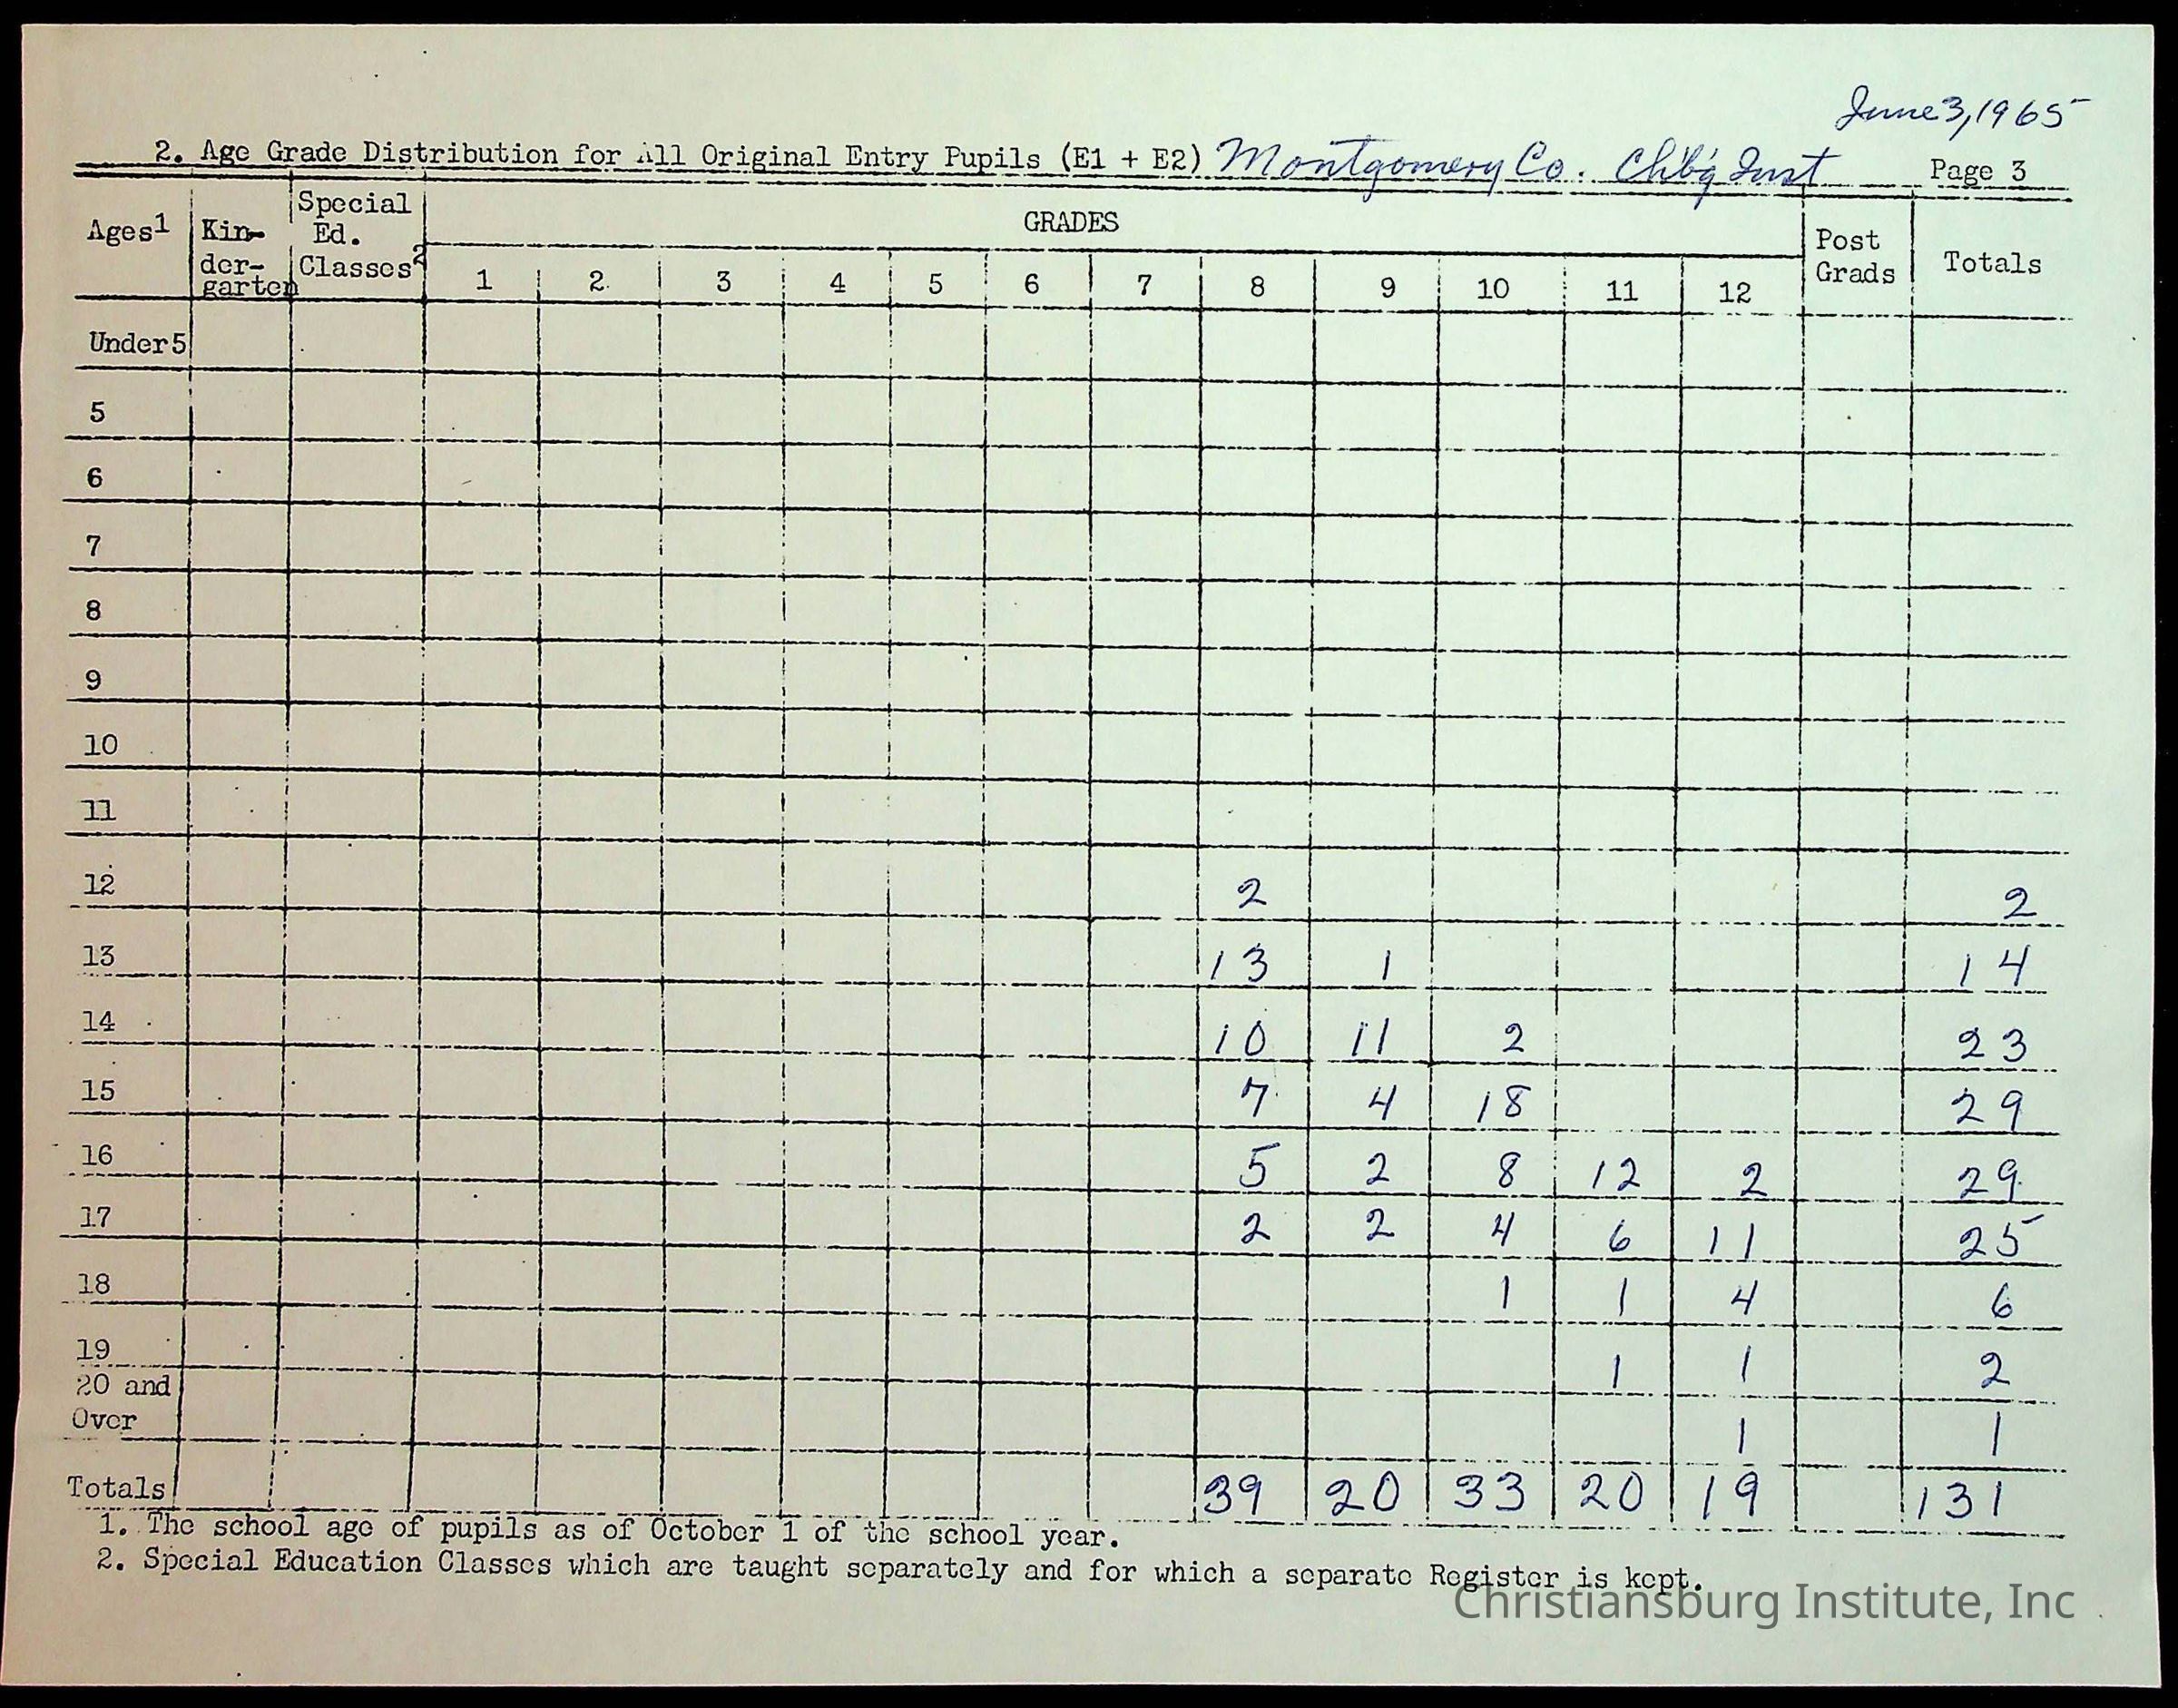 June 3, 1965
2. Age Grade Distribution for All Original Entry Pupils (E1 + E2) Montgomery Co. Ch'b'g Inst Page 3
Ages1 Kin-der-garten Special Ed. Classes2 GRADES Post Grads Totals
1 2 3 4 5 6 7 8 9 10 11 12
Under 5
5
6
7
8
9
10
11
12 2 2
13 13 1 14
14 10 11 2 23
15 7 4 18 29
16 5 2 8 12 2 29
17 2 2 4 6 11 25
18 1 1 4 6
19 1 1 2
20 and
Over 1 1
Totals 39 20 33 20 19 131
1. The school age of pupils as of October 1 of the school year.
2. Special Education Classes which are taught separately and for which a separate Register is kept.
Christiansburg Institute, Inc